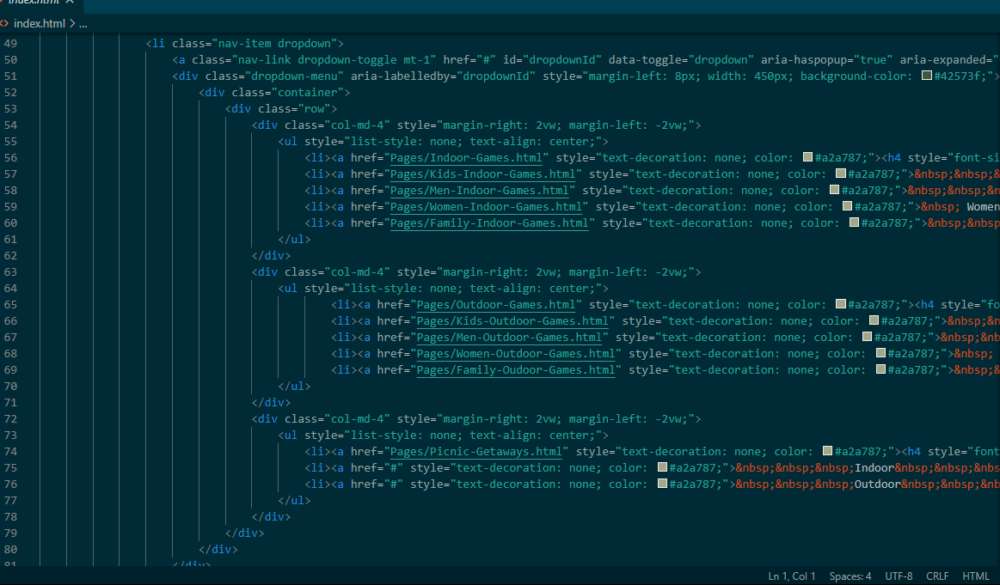 index.html
index.html > ...
49 <li class="nav-item dropdown">
50 <a class="nav-link dropdown-toggle mt-1" href="#" id="dropdownId" data-toggle="dropdown" aria-haspopup="true" aria-expanded="
51 <div class="dropdown-menu" aria-labelledby="dropdownId" style="margin-left: 8px; width: 450px; background-color: #42573f;">
52 <div class="container">
53 <div class="row">
54 <div class="col-md-4" style="margin-right: 2vw; margin-left: -2vw;">
55 <ul style="list-style: none; text-align: center;">
56 <li><a href="Pages/Indoor-Games.html" style="text-decoration: none; color: #a2a787;"><h4 style="font-si
57 <li><a href="Pages/Kids-Indoor-Games.html" style="text-decoration: none; color: #a2a787;">&nbsp;&nbsp;&
58 <li><a href="Pages/Men-Indoor-Games.html" style="text-decoration: none; color: #a2a787;">&nbsp;&nbsp;&n
59 <li><a href="Pages/Women-Indoor-Games.html" style="text-decoration: none; color: #a2a787;">&nbsp; Women
60 <li><a href="Pages/Family-Indoor-Games.html" style="text-decoration: none; color: #a2a787;">&nbsp;&nbsp
61 </ul>
62 </div>
63 <div class="col-md-4" style="margin-right: 2vw; margin-left: -2vw;">
64 <ul style="list-style: none; text-align: center;">
65 <li><a href="Pages/Outdoor-Games.html" style="text-decoration: none; color: #a2a787;"><h4 style="fo
66 <li><a href="Pages/Kids-Outdoor-Games.html" style="text-decoration: none; color: #a2a787;">&nbsp;&n
67 <li><a href="Pages/Men-Outdoor-Games.html" style="text-decoration: none; color: #a2a787;">&nbsp;&nb
68 <li><a href="Pages/Women-Outdoor-Games.html" style="text-decoration: none; color: #a2a787;">&nbsp;
69 <li><a href="Pages/Family-Oudoor-Games.html" style="text-decoration: none; color: #a2a787;">&nbsp;&
70 </ul>
71 </div>
72 <div class="col-md-4" style="margin-right: 2vw; margin-left: -2vw;">
73 <ul style="list-style: none; text-align: center;">
74 <li><a href="Pages/Picnic-Getaways.html" style="text-decoration: none; color: #a2a787;"><h4 style="font
75 <li><a href="#" style="text-decoration: none; color: #a2a787;">&nbsp;&nbsp;&nbsp;Indoor&nbsp;&nbsp;&nbs
76 <li><a href="#" style="text-decoration: none; color: #a2a787;">&nbsp;&nbsp;&nbsp;Outdoor&nbsp;&nbsp;&nb
77 </ul>
78 </div>
79 </div>
80 </div>
81 </div>
Ln 1, Col 1 Spaces: 4 UTF-8 CRLF HTML